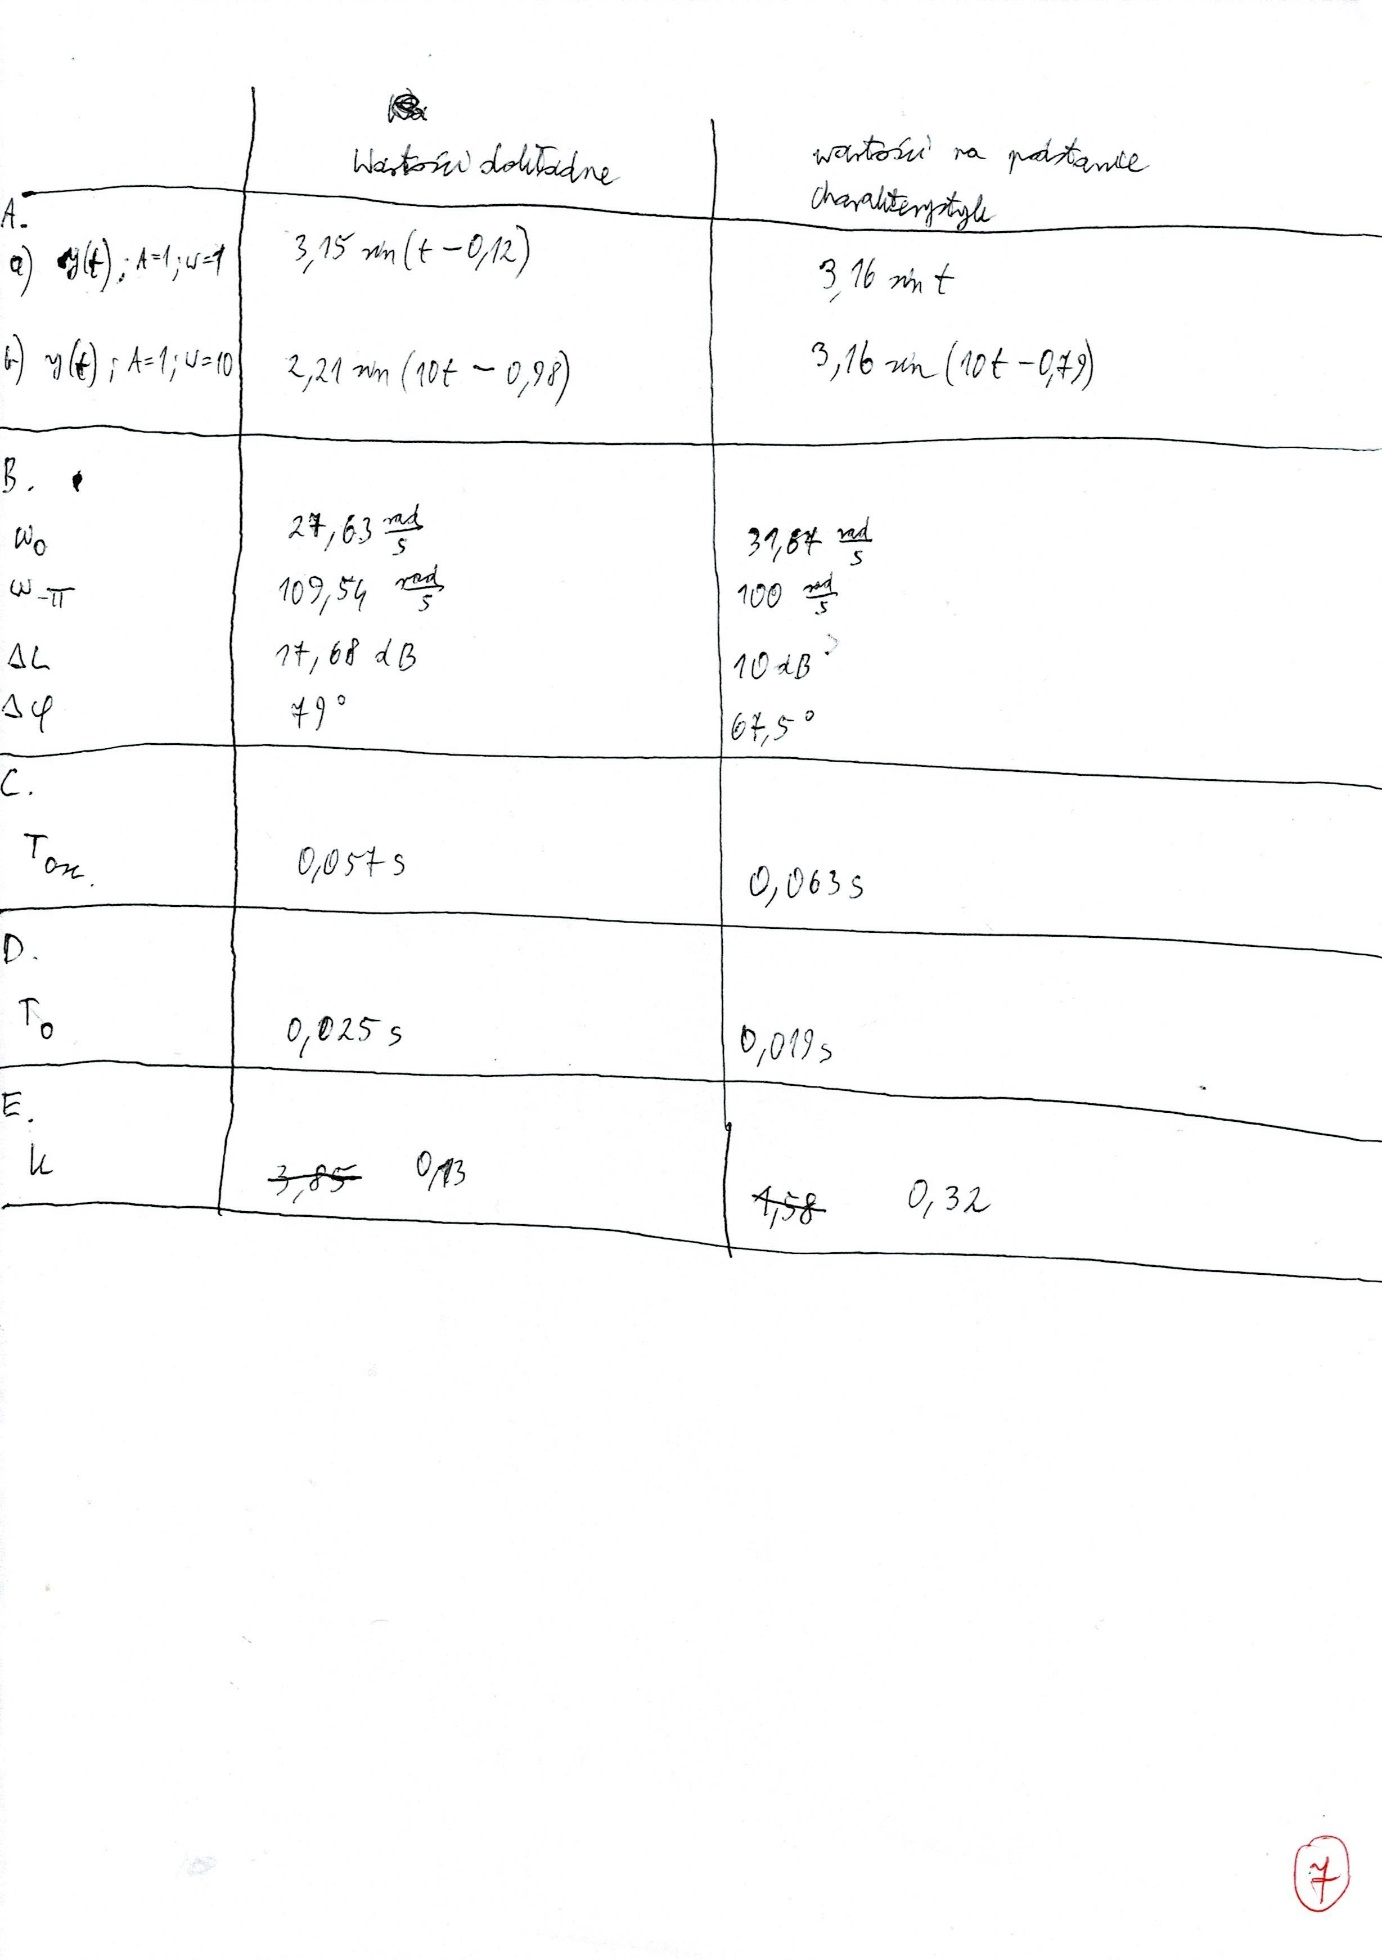 Wartości dokładne
wartości na podstawie
charakterystyk
A.
a) y(t); A=1; ω=1
3,15 sin(t-0,12)
3,16 sin t
b) y(t); A=1; ω=10
2,21 sin(10t - 0,98)
3,16 sin(10t-0,79)
B.
ω₀
27,63 rad/s
31,67 rad/s
ω-π
109,54 rad/s
100 rad/s
ΔL
17,68 dB
10 dB
Δφ
79°
67,5°
C.
0,057 s
0,063 s
D.
T₀
0,025 s
0,019 s
E.
k
3,85 0,13
1,58 0,32
7